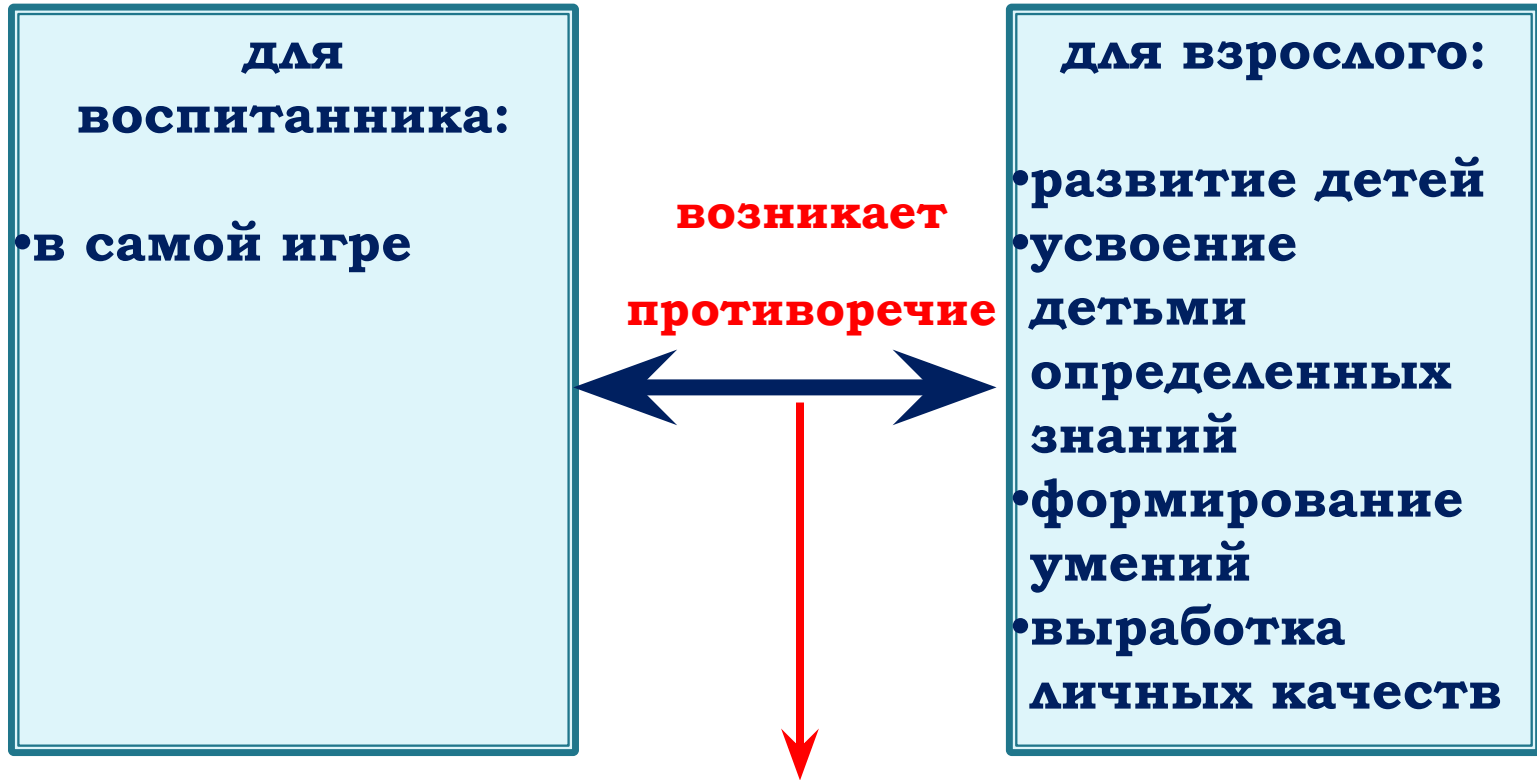 для
воспитанника:
•в самой игре
возникает
противоречие
для взрослого:
•развитие детей
•усвоение
детьми
определенных
знаний
•формирование
умений
•выработка
личных качеств